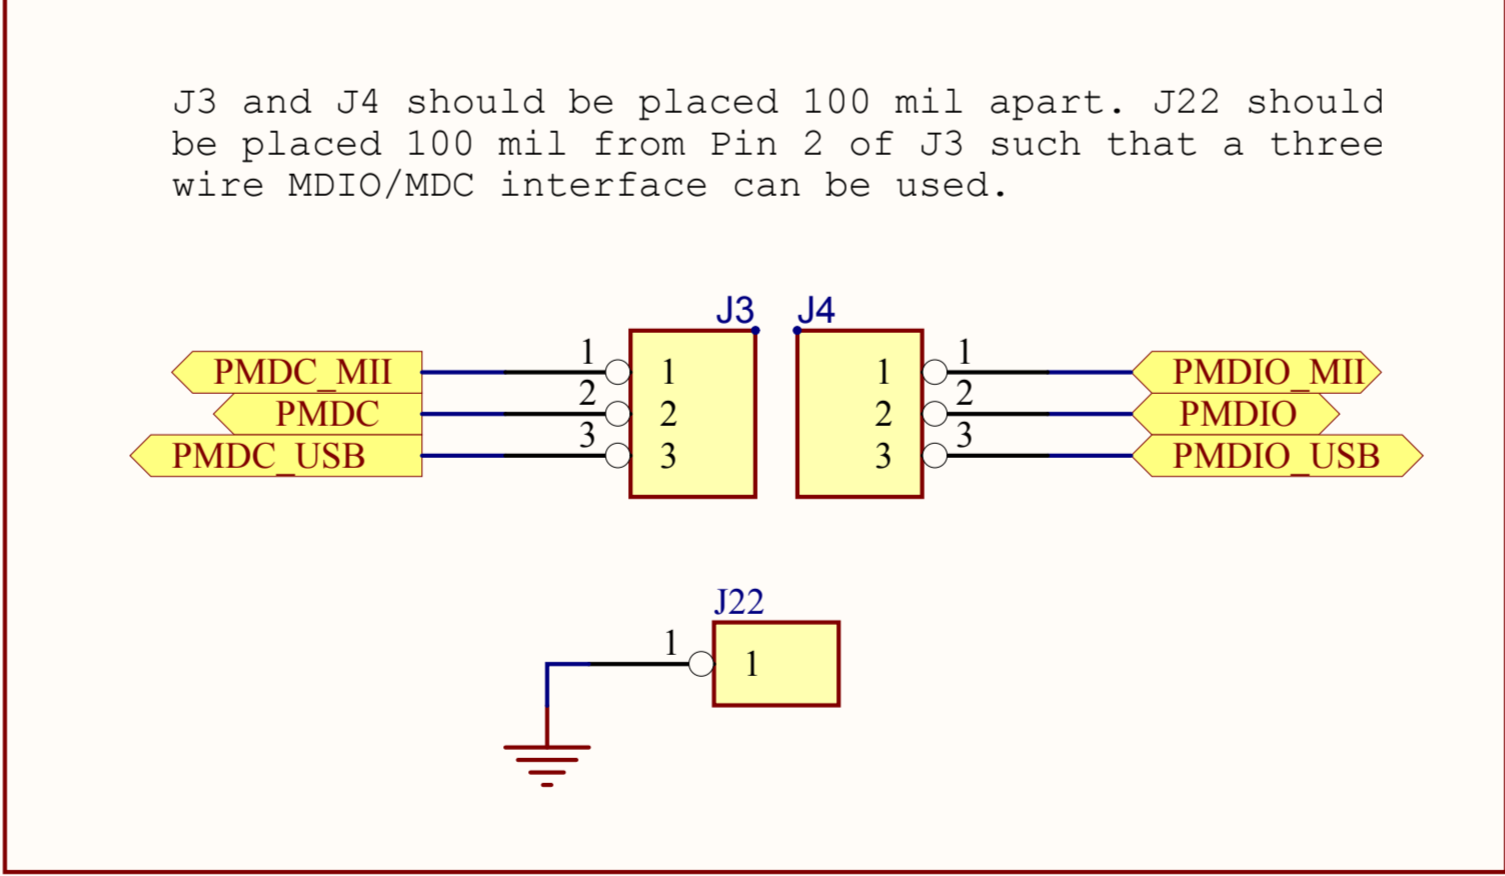 J3 and J4 should be placed 100 mil apart. J22 should
be placed 100 mil from Pin 2 of J3 such that a three
wire MDIO/MDC interface can be used.
J3 J4
PMDC_MII 1 1 1 1 PMDIO_MII
PMDC 2 2 2 2 PMDIO
PMDC_USB 3 3 3 3 PMDIO_USB
J22
1 1